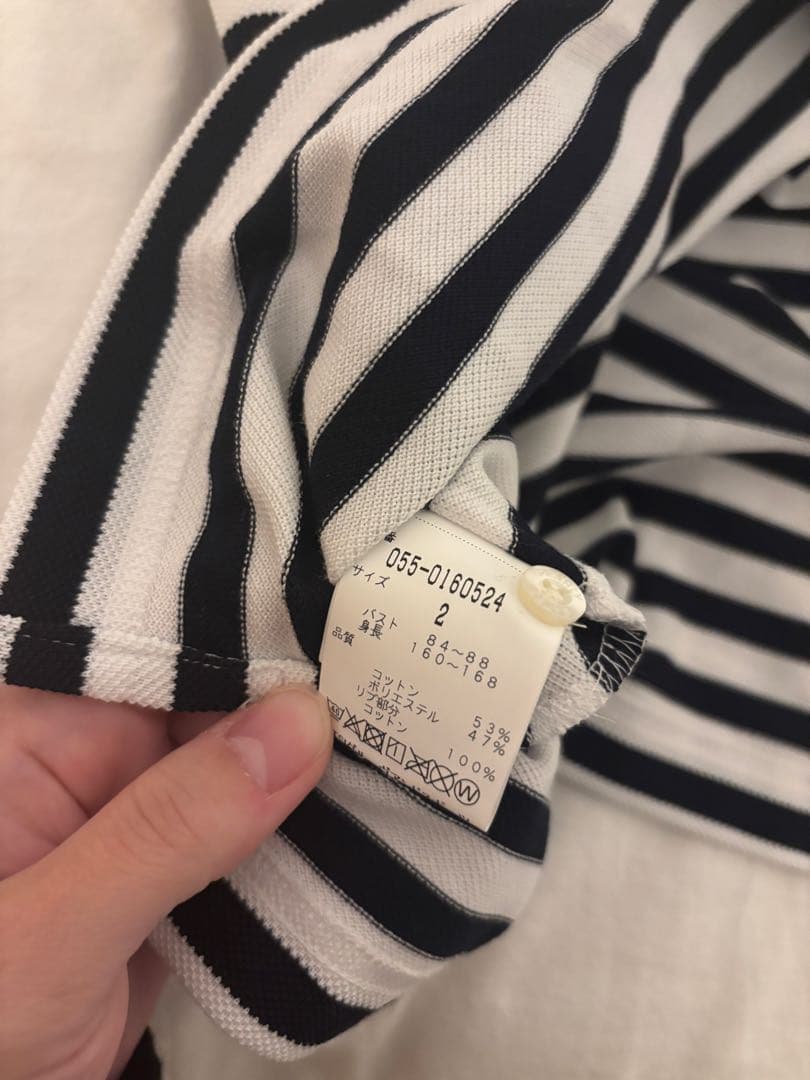 番
055-0160524
サイズ
2
バスト 84～88
身長 160～168
品質
コットン 53%
ポリエステル 47%
リブ部分
コットン 100%
W